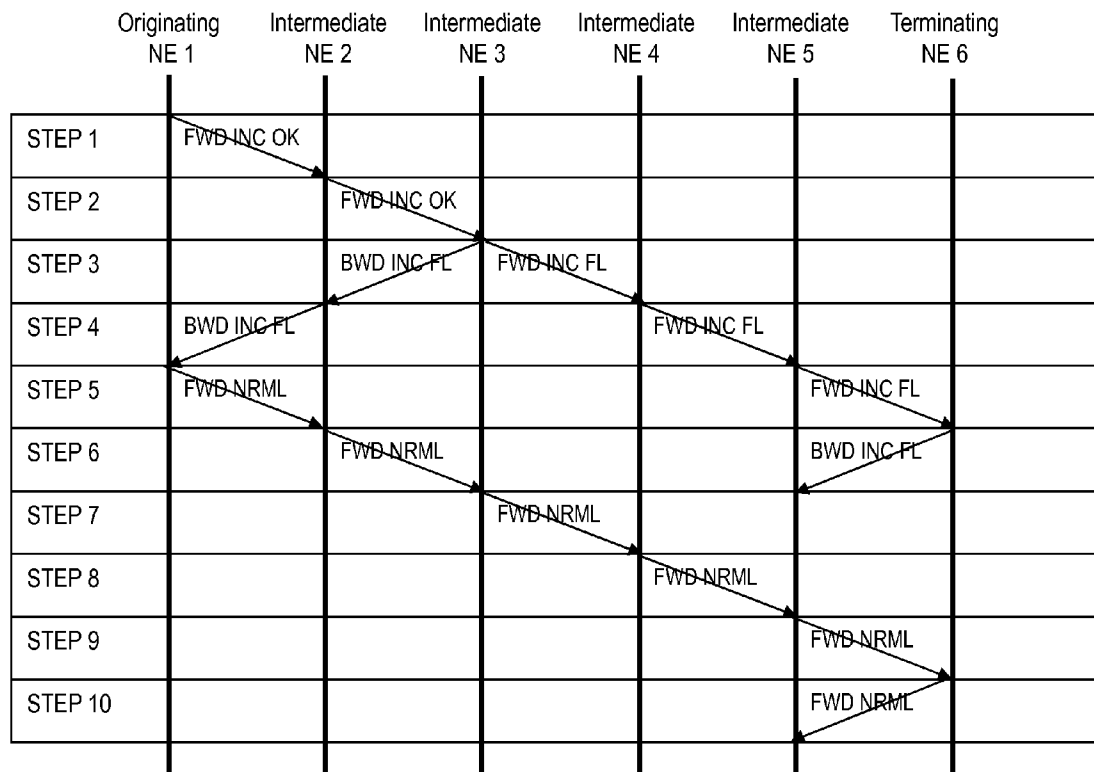 Originating Intermediate Intermediate Intermediate Intermediate Terminating
NE 1 NE 2 NE 3 NE 4 NE 5 NE 6
STEP 1 FWD INC OK
STEP 2 FWD INC OK
STEP 3 BWD INC FL FWD INC FL
STEP 4 BWD INC FL FWD INC FL
STEP 5 FWD NRML FWD INC FL
STEP 6 FWD NRML BWD INC FL
STEP 7 FWD NRML
STEP 8 FWD NRML
STEP 9 FWD NRML
STEP 10 FWD NRML